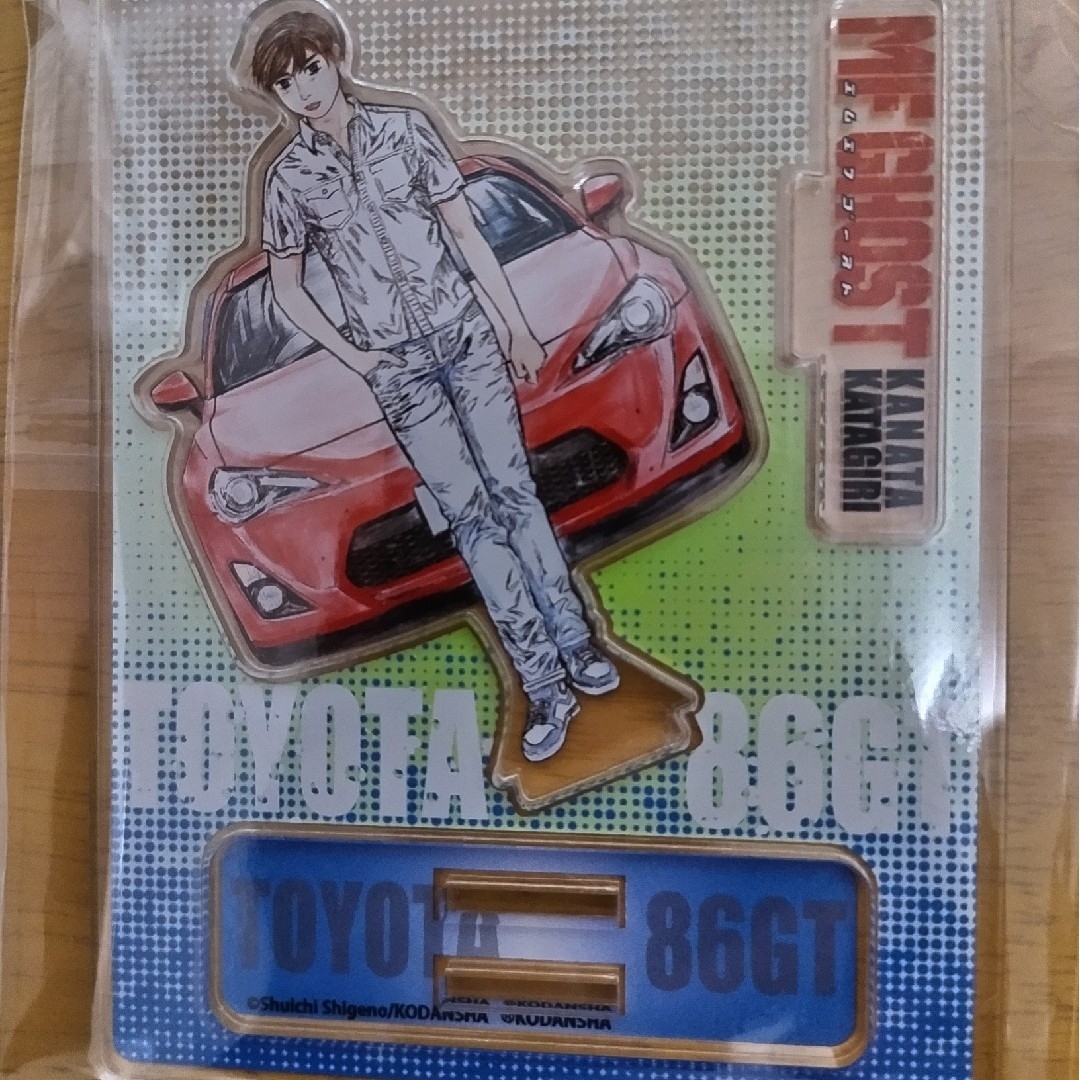 MF GHOST
エムエフゴースト
KANATA
KATAGIRI
TOYOTA 86GT
TOYOTA 86GT
©Shuichi Shigeno/KODANSHA ©KODANSHA